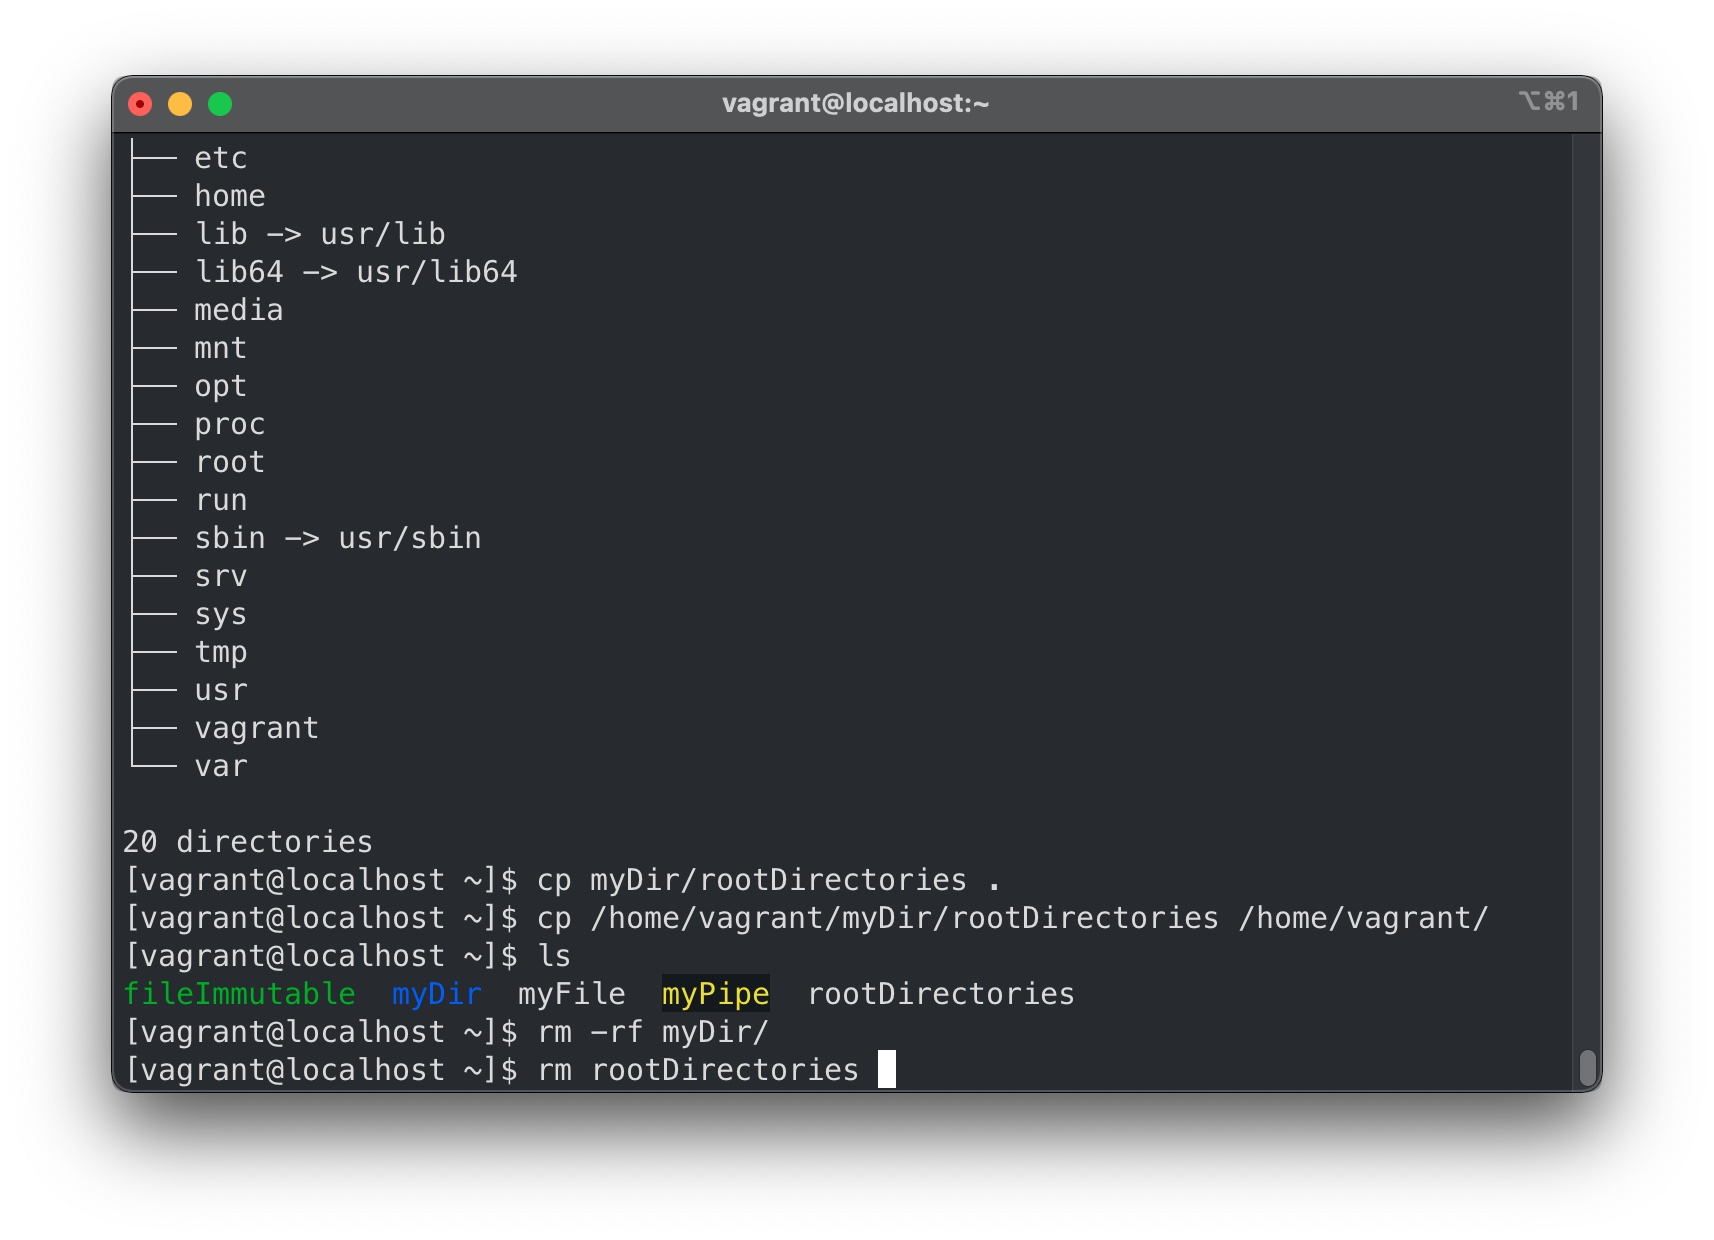 vagrant@localhost:~
⌥⌘1
├── etc
├── home
├── lib -> usr/lib
├── lib64 -> usr/lib64
├── media
├── mnt
├── opt
├── proc
├── root
├── run
├── sbin -> usr/sbin
├── srv
├── sys
├── tmp
├── usr
├── vagrant
└── var
20 directories
[vagrant@localhost ~]$ cp myDir/rootDirectories .
[vagrant@localhost ~]$ cp /home/vagrant/myDir/rootDirectories /home/vagrant/
[vagrant@localhost ~]$ ls
fileImmutable  myDir  myFile  myPipe  rootDirectories
[vagrant@localhost ~]$ rm -rf myDir/
[vagrant@localhost ~]$ rm rootDirectories